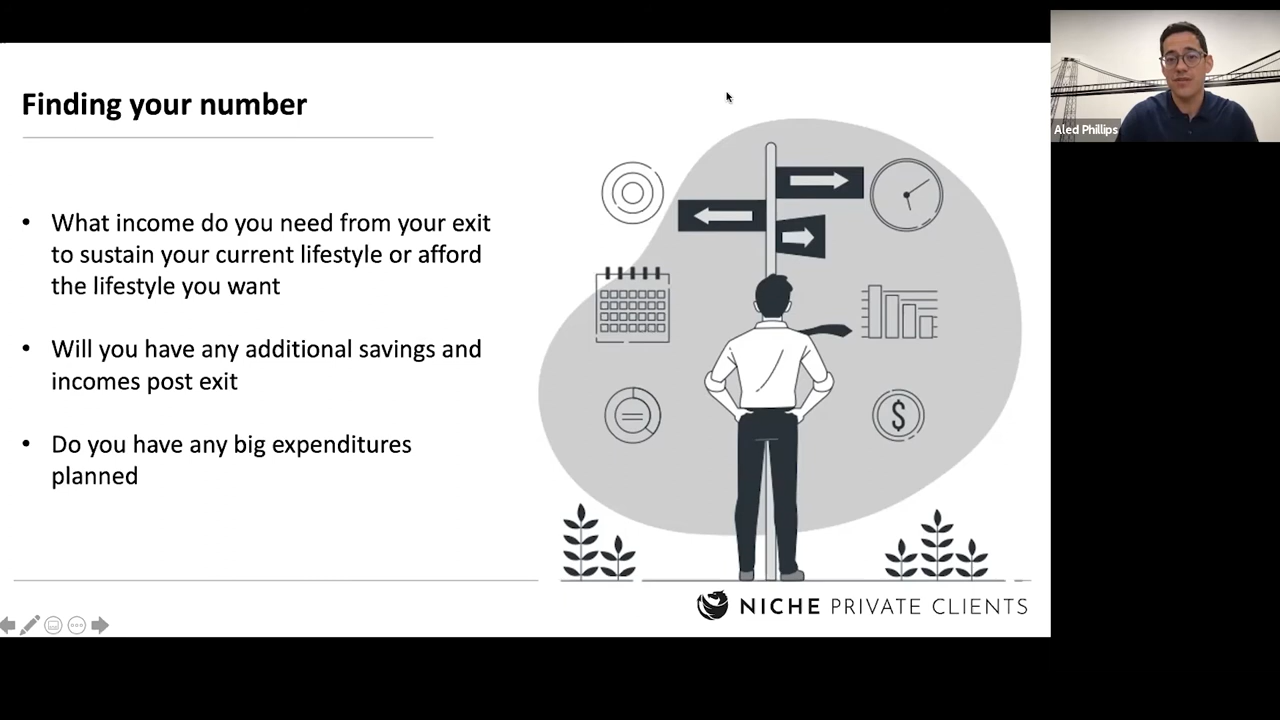 Finding your number
• What income do you need from your exit
to sustain your current lifestyle or afford
the lifestyle you want
• Will you have any additional savings and
incomes post exit
• Do you have any big expenditures
planned
$
NICHE PRIVATE CLIENTS
Aled Phillips